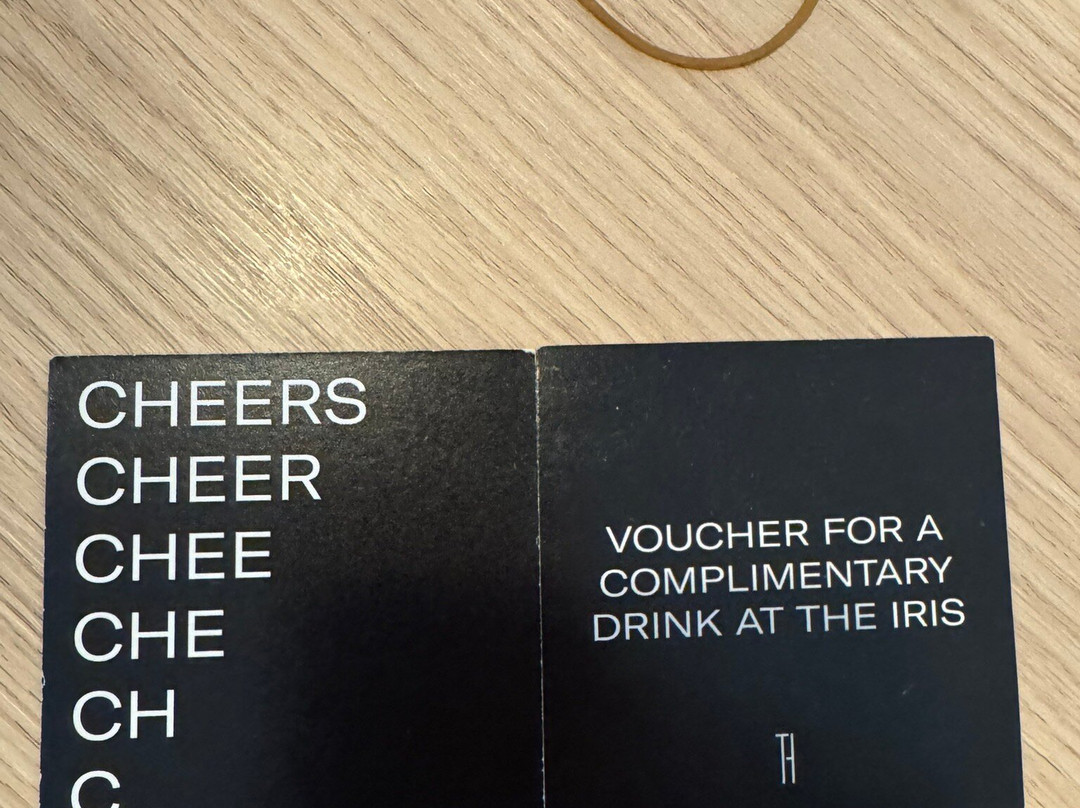 CHEERS
CHEER
CHEE
CHE
CH
C
VOUCHER FOR A
COMPLIMENTARY
DRINK AT THE IRIS
TH